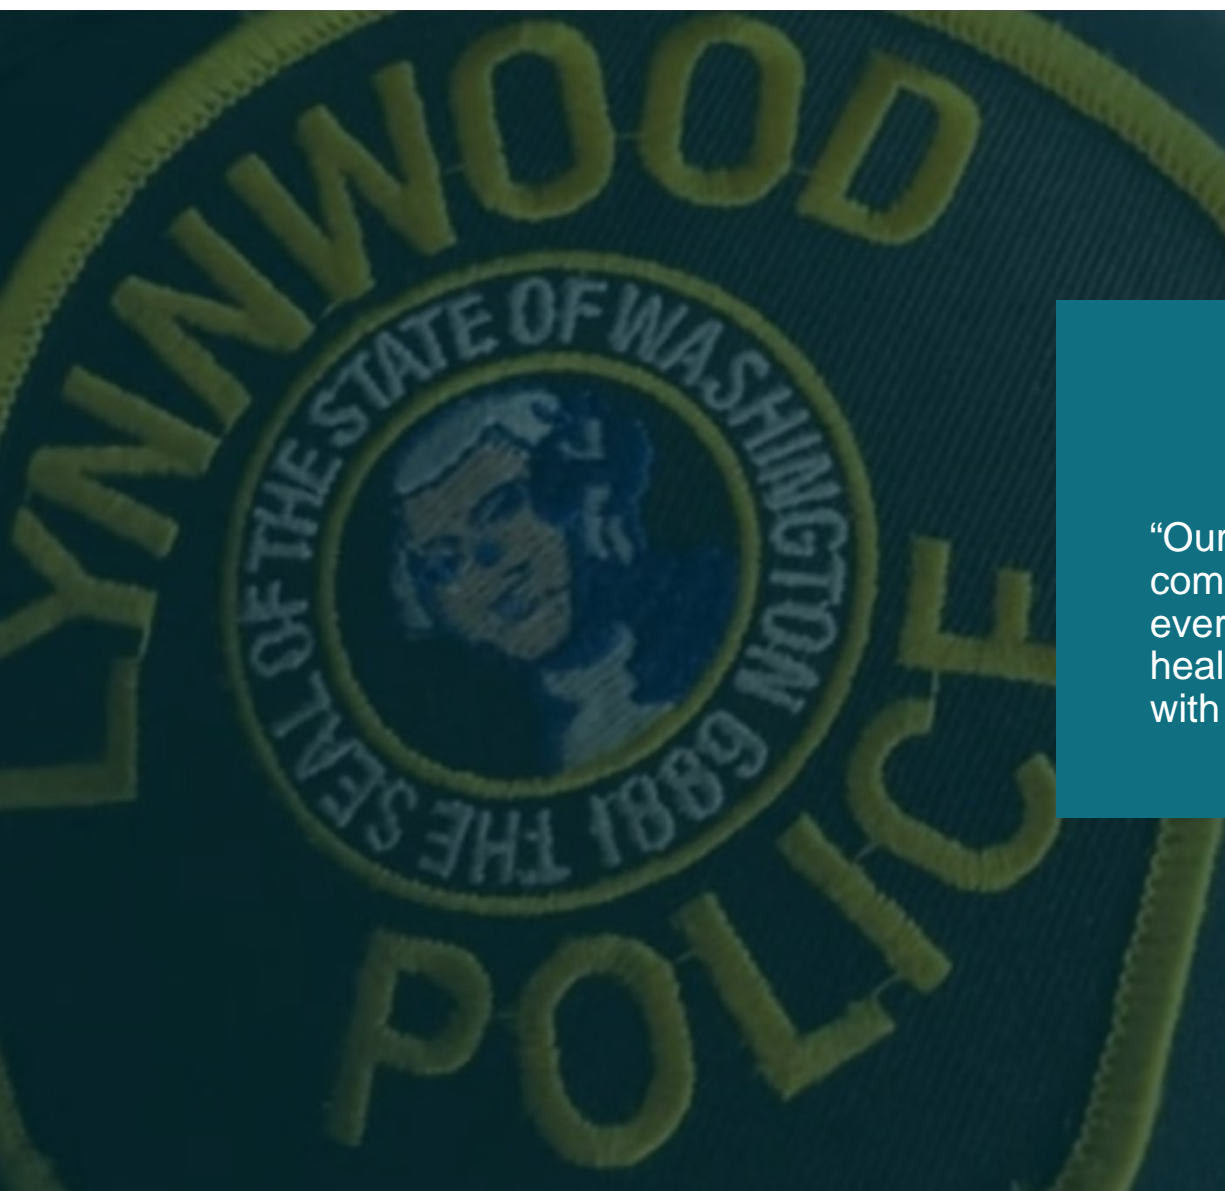 LYNNWOOD
THE SEAL OF THE STATE OF WASHINGTON 1889
POLICE
“Our
com
ever
heal
with